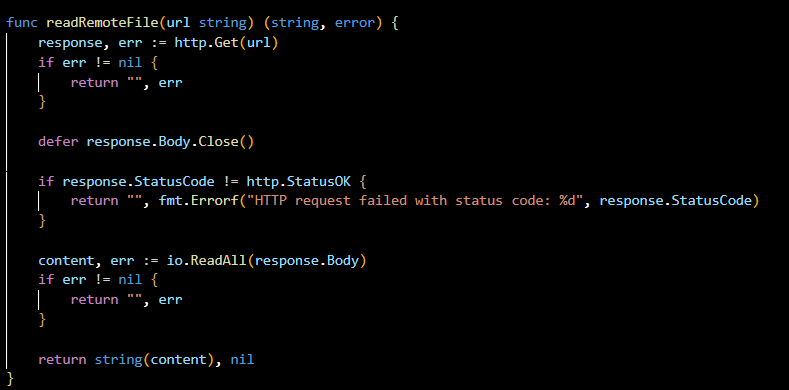 func readRemoteFile(url string) (string, error) {
    response, err := http.Get(url)
    if err != nil {
        return "", err
    }

    defer response.Body.Close()

    if response.StatusCode != http.StatusOK {
        return "", fmt.Errorf("HTTP request failed with status code: %d", response.StatusCode)
    }

    content, err := io.ReadAll(response.Body)
    if err != nil {
        return "", err
    }

    return string(content), nil
}